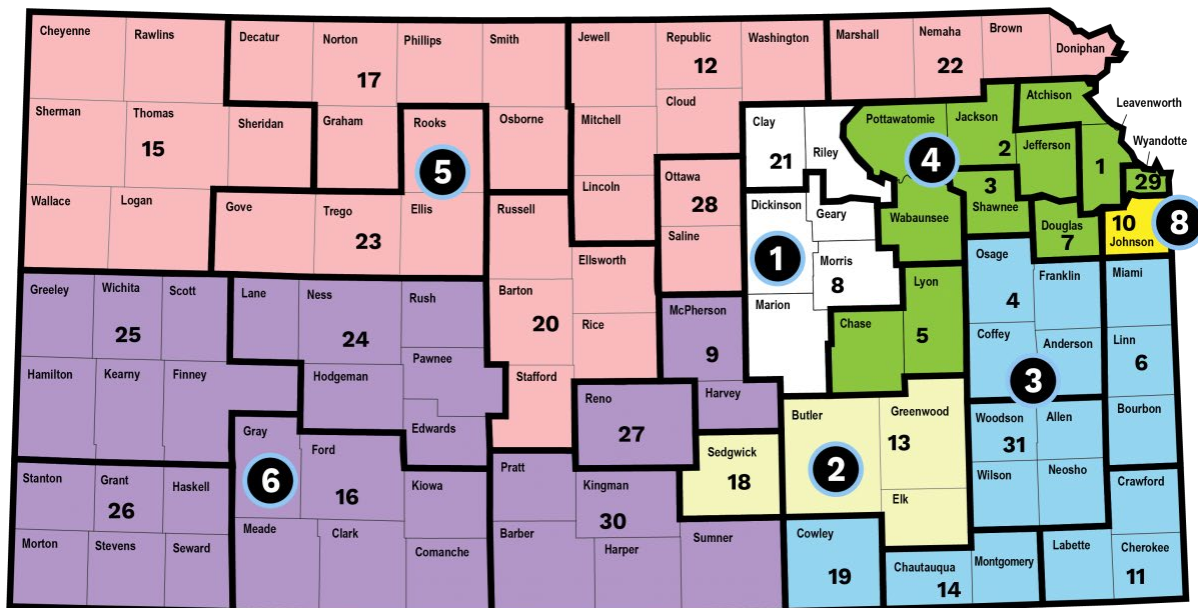 Cheyenne
Rawlins
Decatur
Norton
Phillips
Smith
Jewell
Republic
Washington
Marshall
Nemaha
Brown
Doniphan
17
12
22
Sherman
Thomas
Sheridan
Graham
Rooks
Osborne
Mitchell
Cloud
Clay
Riley
Pottawatomie
Jackson
Atchison
Leavenworth
Wyandotte
15
5
21
4
2
Jefferson
1
29
Wallace
Logan
Gove
Trego
Ellis
Russell
Lincoln
Ottawa
28
Saline
Dickinson
Geary
Wabaunsee
3
Shawnee
Douglas
7
10
Johnson
8
23
Ellsworth
1
Morris
8
Marion
Osage
Franklin
Miami
Greeley
Wichita
Scott
Lane
Ness
Rush
Barton
Rice
McPherson
Lyon
Chase
4
25
24
20
9
5
Coffey
Anderson
Linn
6
Hamilton
Kearny
Finney
Hodgeman
Pawnee
Stafford
Reno
Harvey
3
Bourbon
Gray
Ford
Edwards
27
Butler
Greenwood
13
Woodson
Allen
31
Stanton
Grant
Haskell
6
16
Kiowa
Pratt
Kingman
Sedgwick
18
2
Elk
Wilson
Neosho
Crawford
26
30
Morton
Stevens
Seward
Meade
Clark
Comanche
Barber
Harper
Sumner
Cowley
19
Chautauqua
14
Montgomery
Labette
Cherokee
11